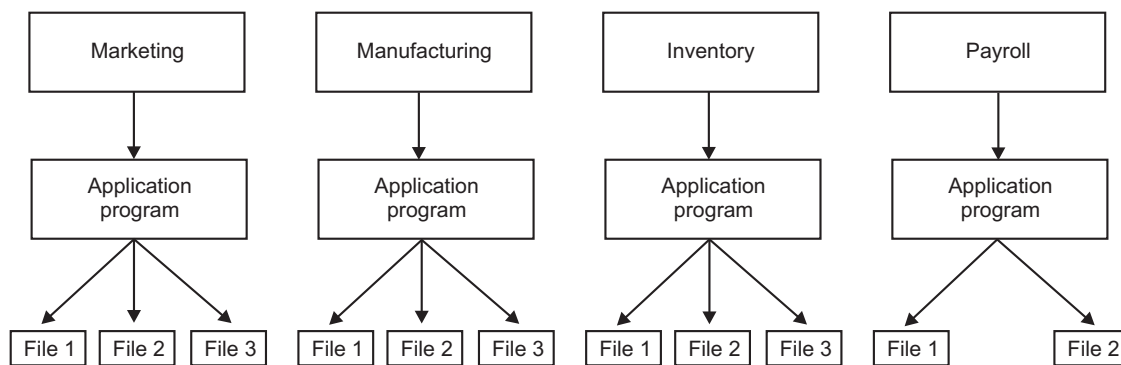 Marketing
Manufacturing
Inventory
Payroll
Application
program
Application
program
Application
program
Application
program
File 1
File 2
File 3
File 1
File 2
File 3
File 1
File 2
File 3
File 1
File 2